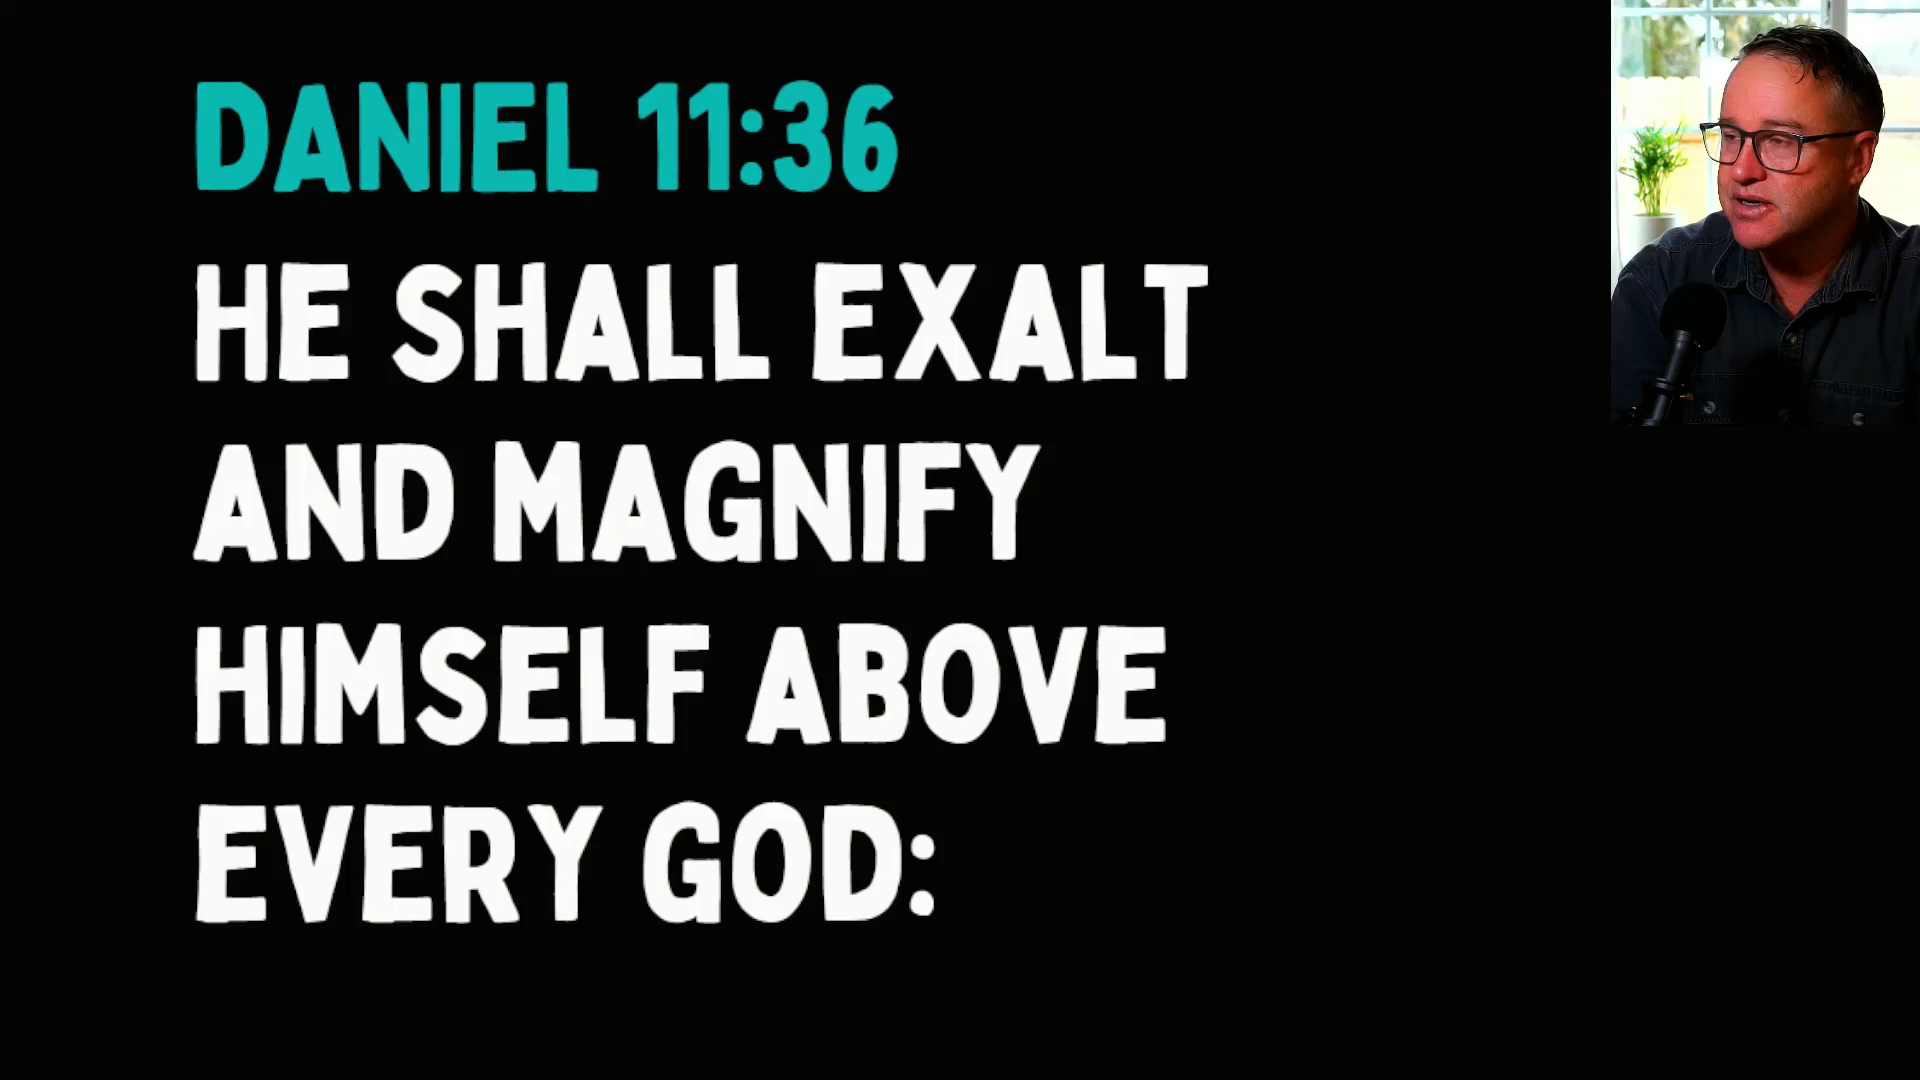 DANIEL 11:36
HE SHALL EXALT
AND MAGNIFY
HIMSELF ABOVE
EVERY GOD: